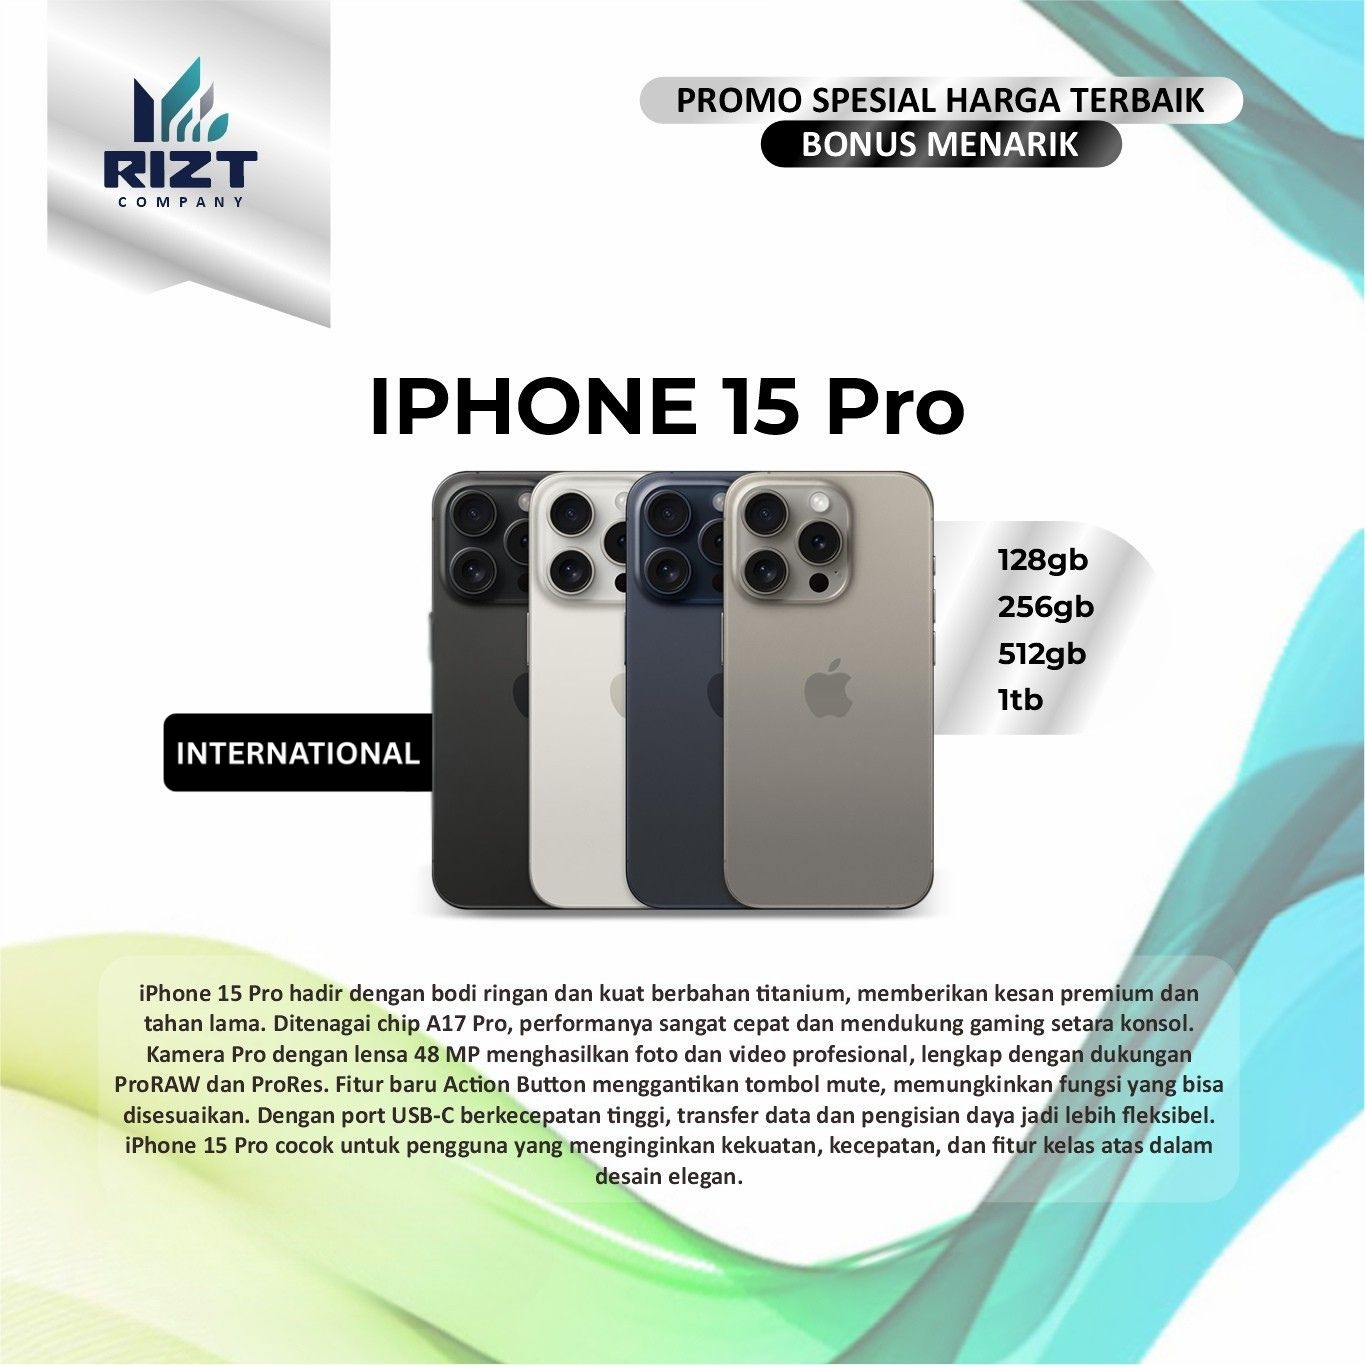 RIZT
COMPANY
PROMO SPESIAL HARGA TERBAIK
BONUS MENARIK
IPHONE 15 Pro
128gb
256gb
512gb
1tb
INTERNATIONAL
iPhone 15 Pro hadir dengan bodi ringan dan kuat berbahan titanium, memberikan kesan premium dan
tahan lama. Ditenagai chip A17 Pro, performanya sangat cepat dan mendukung gaming setara konsol.
Kamera Pro dengan lensa 48 MP menghasilkan foto dan video profesional, lengkap dengan dukungan
ProRAW dan ProRes. Fitur baru Action Button menggantikan tombol mute, memungkinkan fungsi yang bisa
disesuaikan. Dengan port USB-C berkecepatan tinggi, transfer data dan pengisian daya jadi lebih fleksibel.
iPhone 15 Pro cocok untuk pengguna yang menginginkan kekuatan, kecepatan, dan fitur kelas atas dalam
desain elegan.